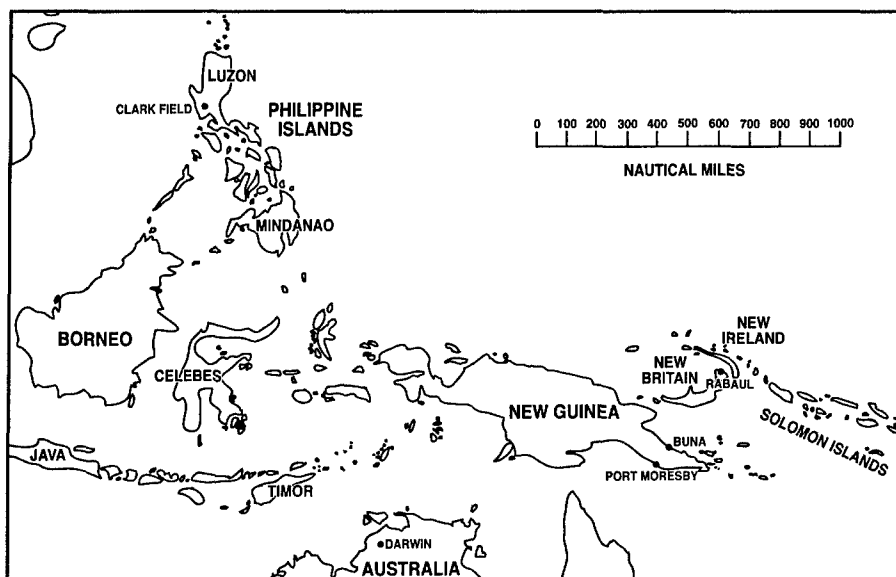 LUZON
CLARK FIELD
PHILIPPINE
ISLANDS
0 100 200 300 400 500 600 700 800 900 1000
NAUTICAL MILES
MINDANAO
BORNEO
CELEBES
NEW
IRELAND
NEW
BRITAIN
RABAUL
NEW GUINEA
SOLOMON ISLANDS
BUNA
JAVA
PORT MORESBY
TIMOR
DARWIN
AUSTRALIA